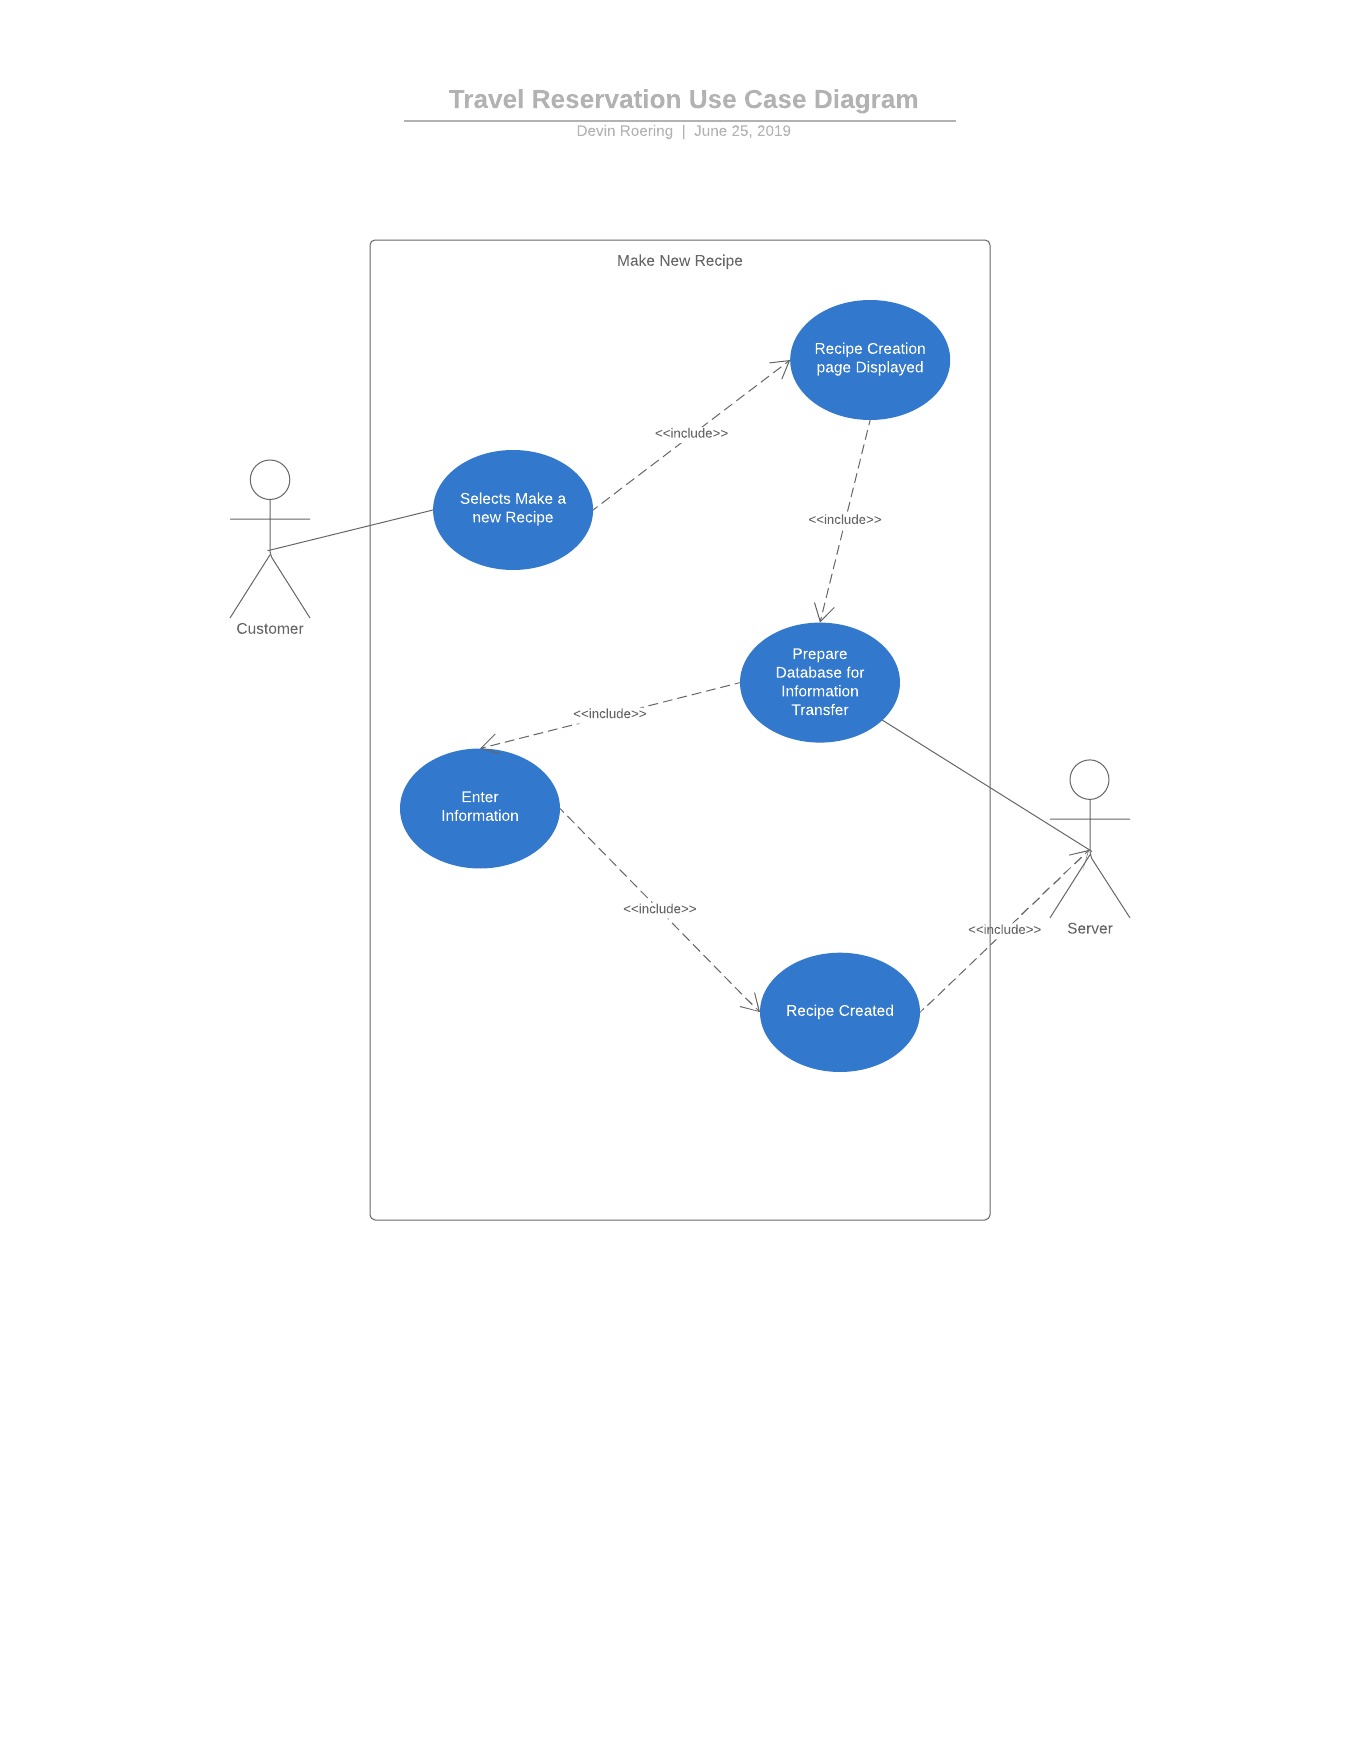 Travel Reservation Use Case Diagram
Devin Roering | June 25, 2019
Make New Recipe
Recipe Creation
page Displayed
<<include>>
Selects Make a
new Recipe
<<include>>
Customer
Prepare
Database for
Information
Transfer
<<include>>
Enter
Information
<<include>>
<<include>>
Server
Recipe Created